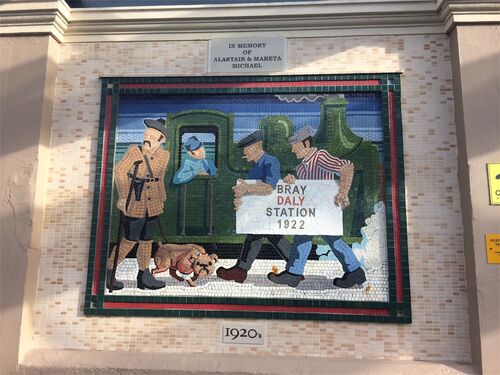 IN MEMORY OF
ALASTAIR & MARETA
MICHAEL
BRAY
DALY
STATION
1922
1920's